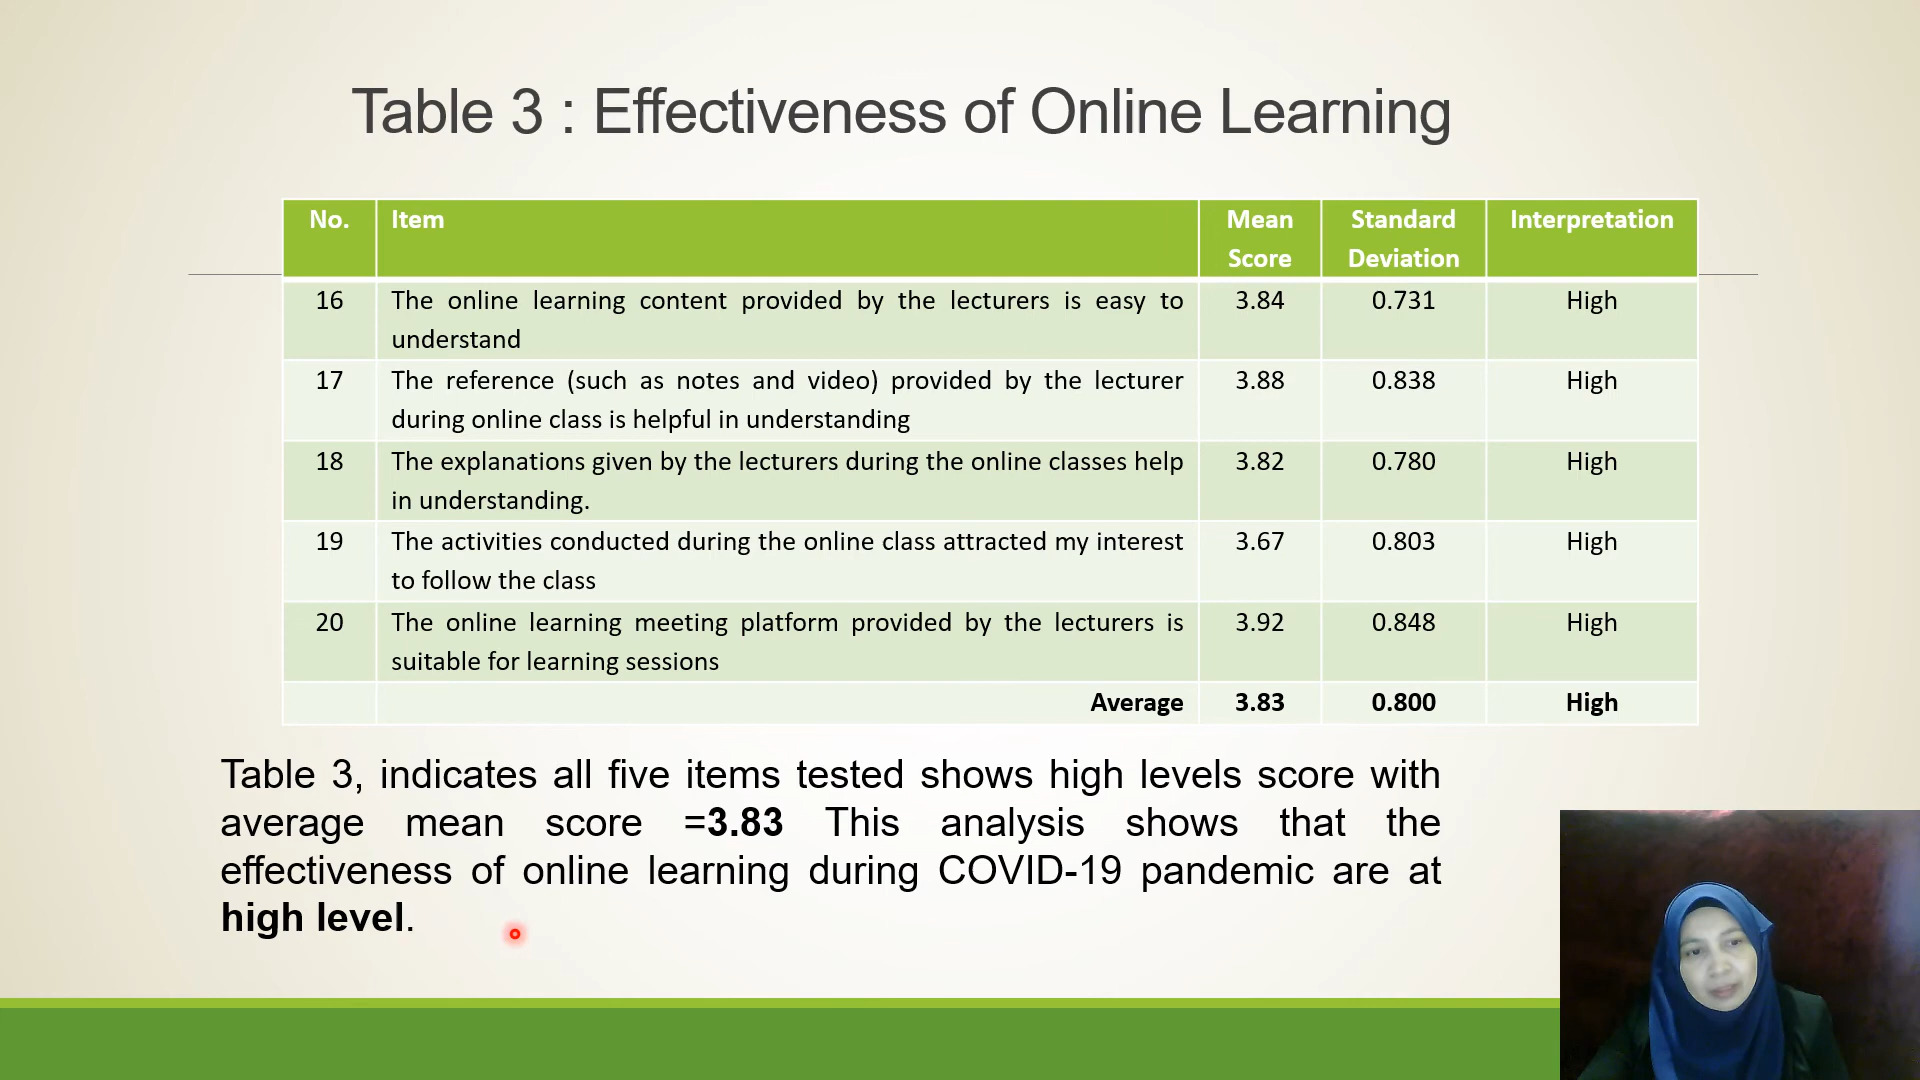 Table 3 : Effectiveness of Online Learning
No. Item Mean Score Standard Deviation Interpretation
16 The online learning content provided by the lecturers is easy to understand 3.84 0.731 High
17 The reference (such as notes and video) provided by the lecturer during online class is helpful in understanding 3.88 0.838 High
18 The explanations given by the lecturers during the online classes help in understanding. 3.82 0.780 High
19 The activities conducted during the online class attracted my interest to follow the class 3.67 0.803 High
20 The online learning meeting platform provided by the lecturers is suitable for learning sessions 3.92 0.848 High
Average 3.83 0.800 High
Table 3, indicates all five items tested shows high levels score with
average mean score =3.83 This analysis shows that the
effectiveness of online learning during COVID-19 pandemic are at
high level.